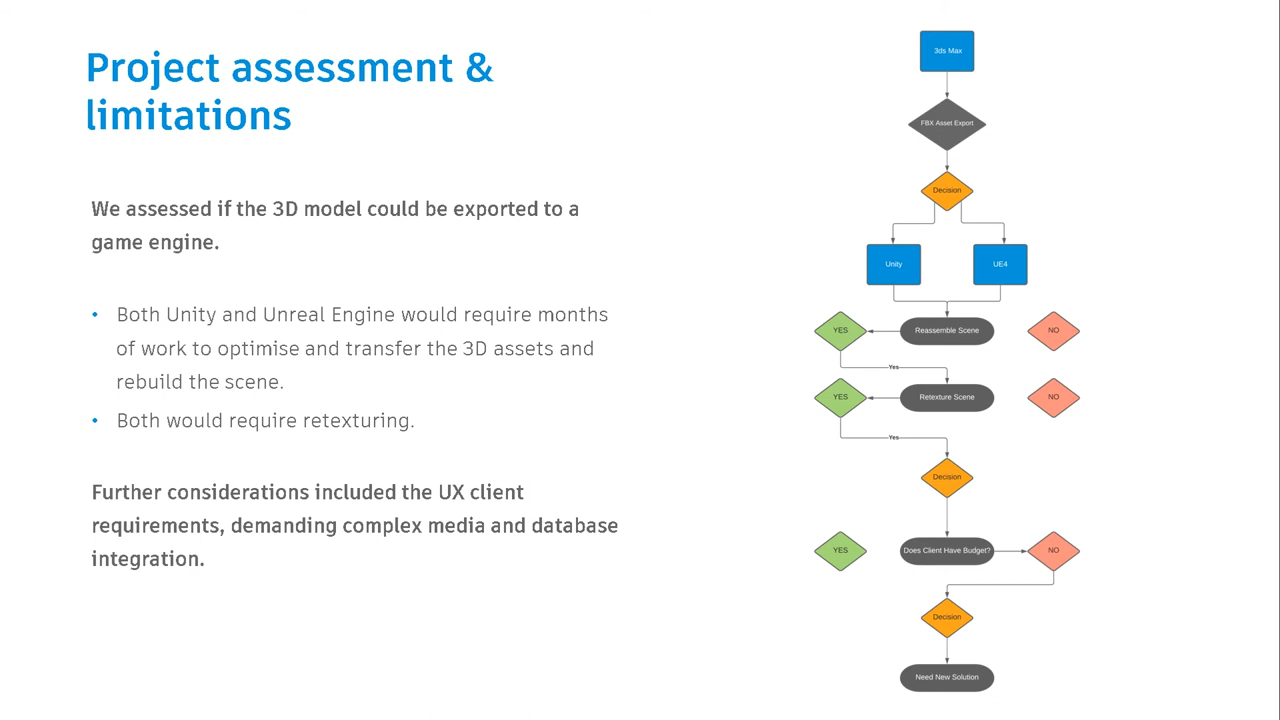 Project assessment &
limitations
We assessed if the 3D model could be exported to a
game engine.
• Both Unity and Unreal Engine would require months
of work to optimise and transfer the 3D assets and
rebuild the scene.
• Both would require retexturing.
Further considerations included the UX client
requirements, demanding complex media and database
integration.
3ds Max
FBX Asset Export
Decision
Unity
UE4
YES
Reassemble Scene
NO
Yes
YES
Retexture Scene
NO
Yes
Decision
YES
Does Client Have Budget?
NO
Decision
Need New Solution